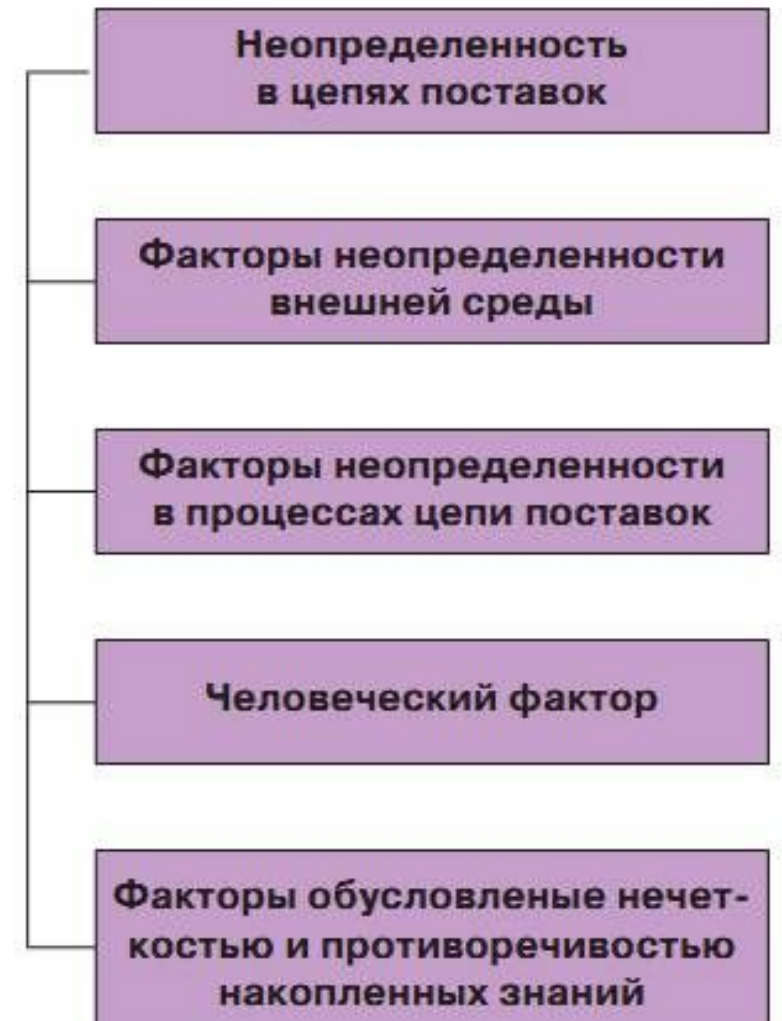 Неопределенность
в цепях поставок
Факторы неопределенности
внешней среды
Факторы неопределенности
в процессах цепи поставок
Человеческий фактор
Факторы обусловленые нечет-
костью и противоречивостью
накопленных знаний